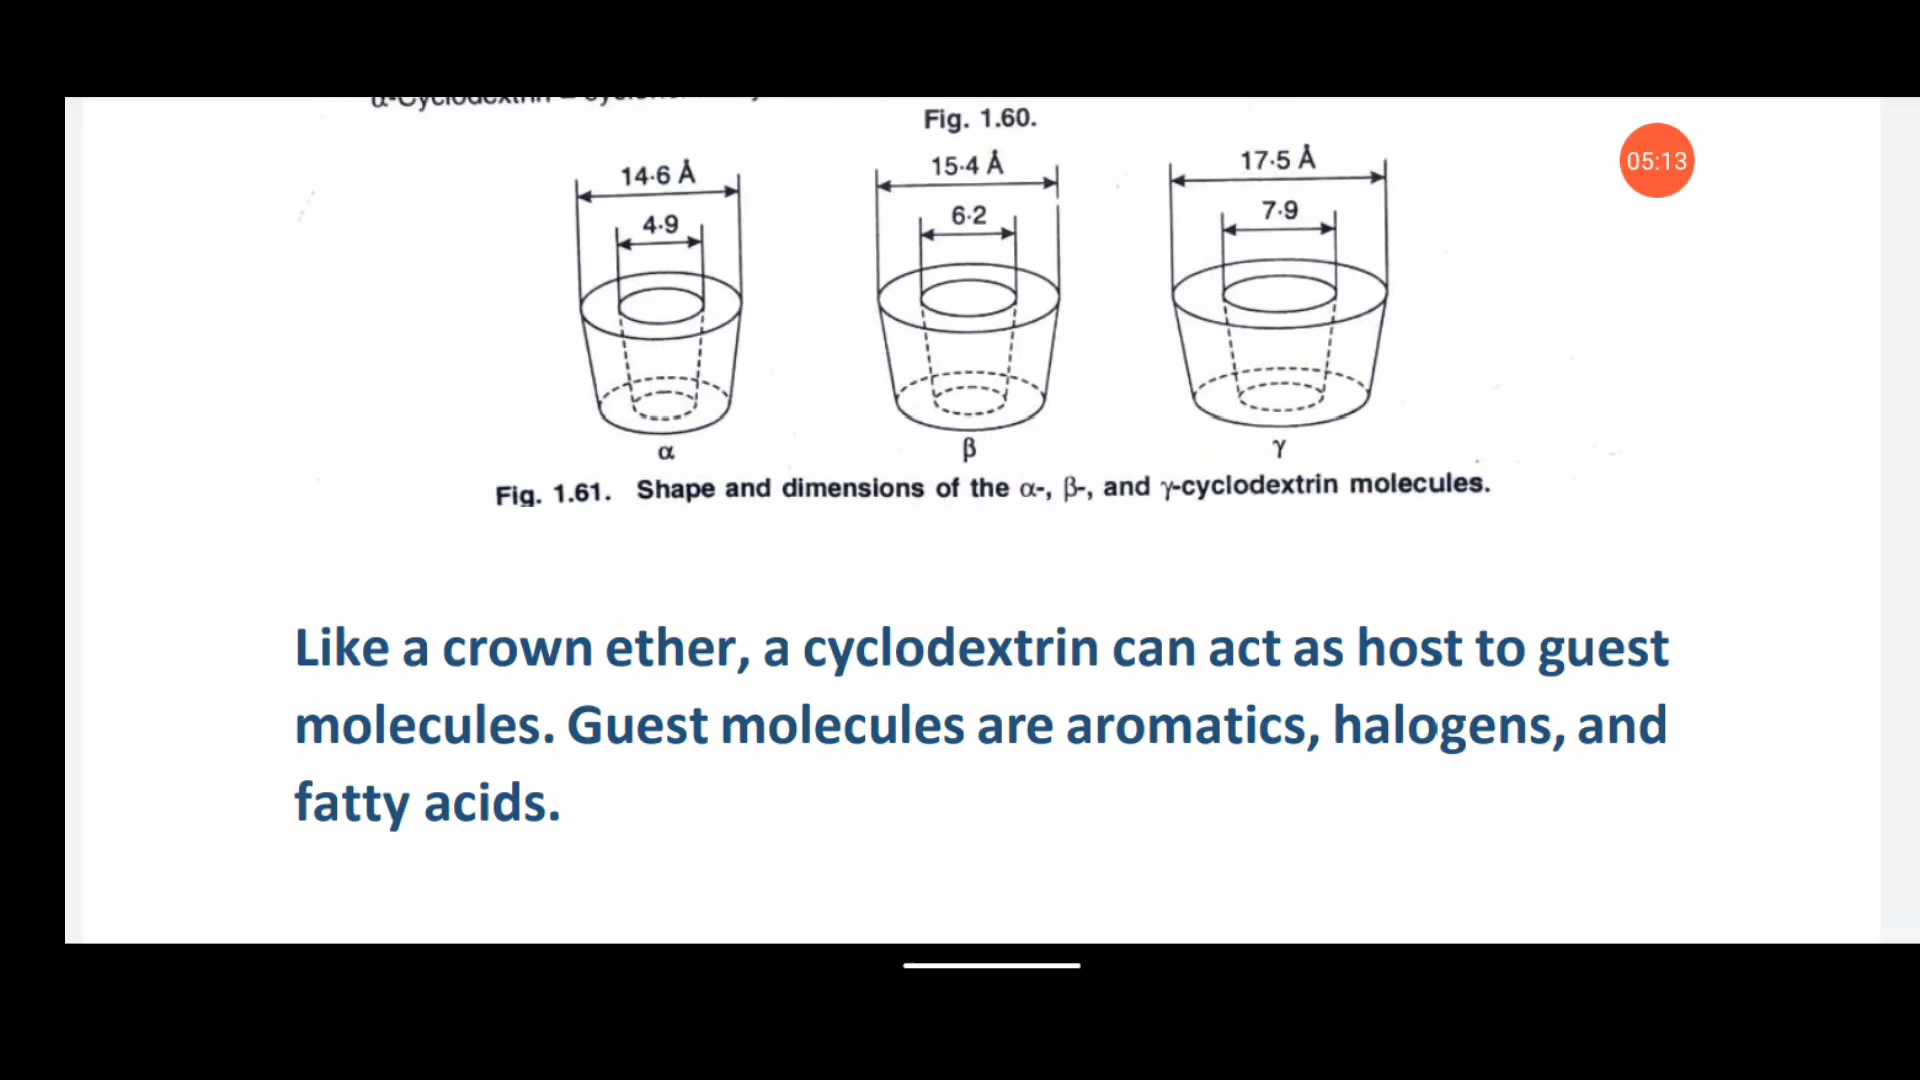 Fig. 1.60.
14·6 Å 15·4 Å 17·5 Å
05:13
4·9 6·2 7·9
α β γ
Fig. 1.61. Shape and dimensions of the α-, β-, and γ-cyclodextrin molecules.
Like a crown ether, a cyclodextrin can act as host to guest
molecules. Guest molecules are aromatics, halogens, and
fatty acids.